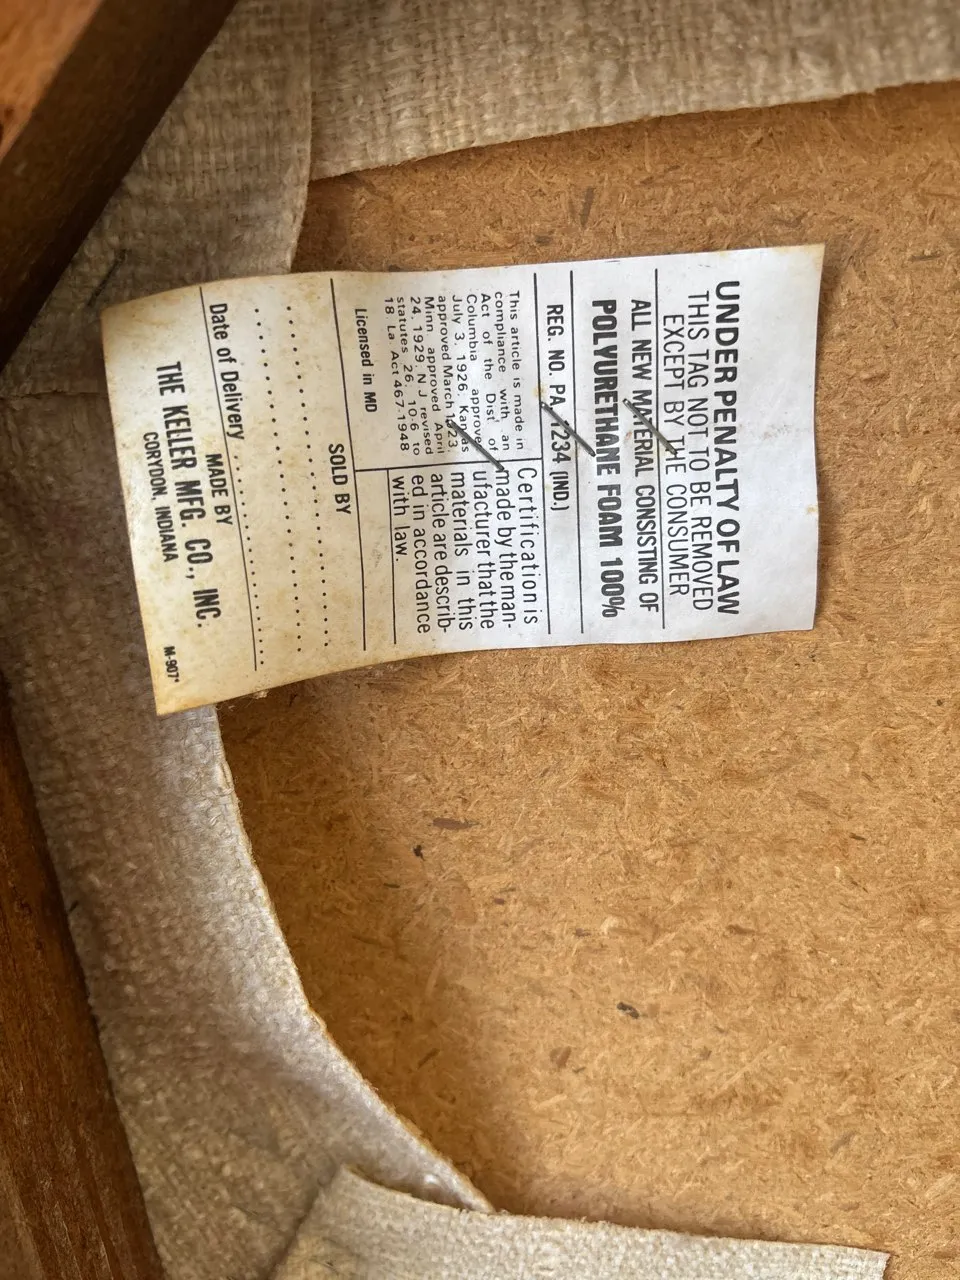 UNDER PENALTY OF LAW
THIS TAG NOT TO BE REMOVED
EXCEPT BY THE CONSUMER
ALL NEW MATERIAL CONSISTING OF
POLYURETHANE FOAM 100%
REG. NO. PA. 1234 (IND.)
This article is made in
compliance with an
Act of the Dist of
Columbia approved
July 3, 1926, Kansas
approved March 1923
Minn approved April
24, 1929 N J revised
statutes 26. 10-6 to
18 La Act 467-1948
Certification is
made by the man-
ufacturer that the
materials in this
article are describ-
ed in accordance
with law.
Licensed in MD
SOLD BY
Date of Delivery
MADE BY
THE KELLER MFG. CO., INC.
CORYDON, INDIANA
M-907*